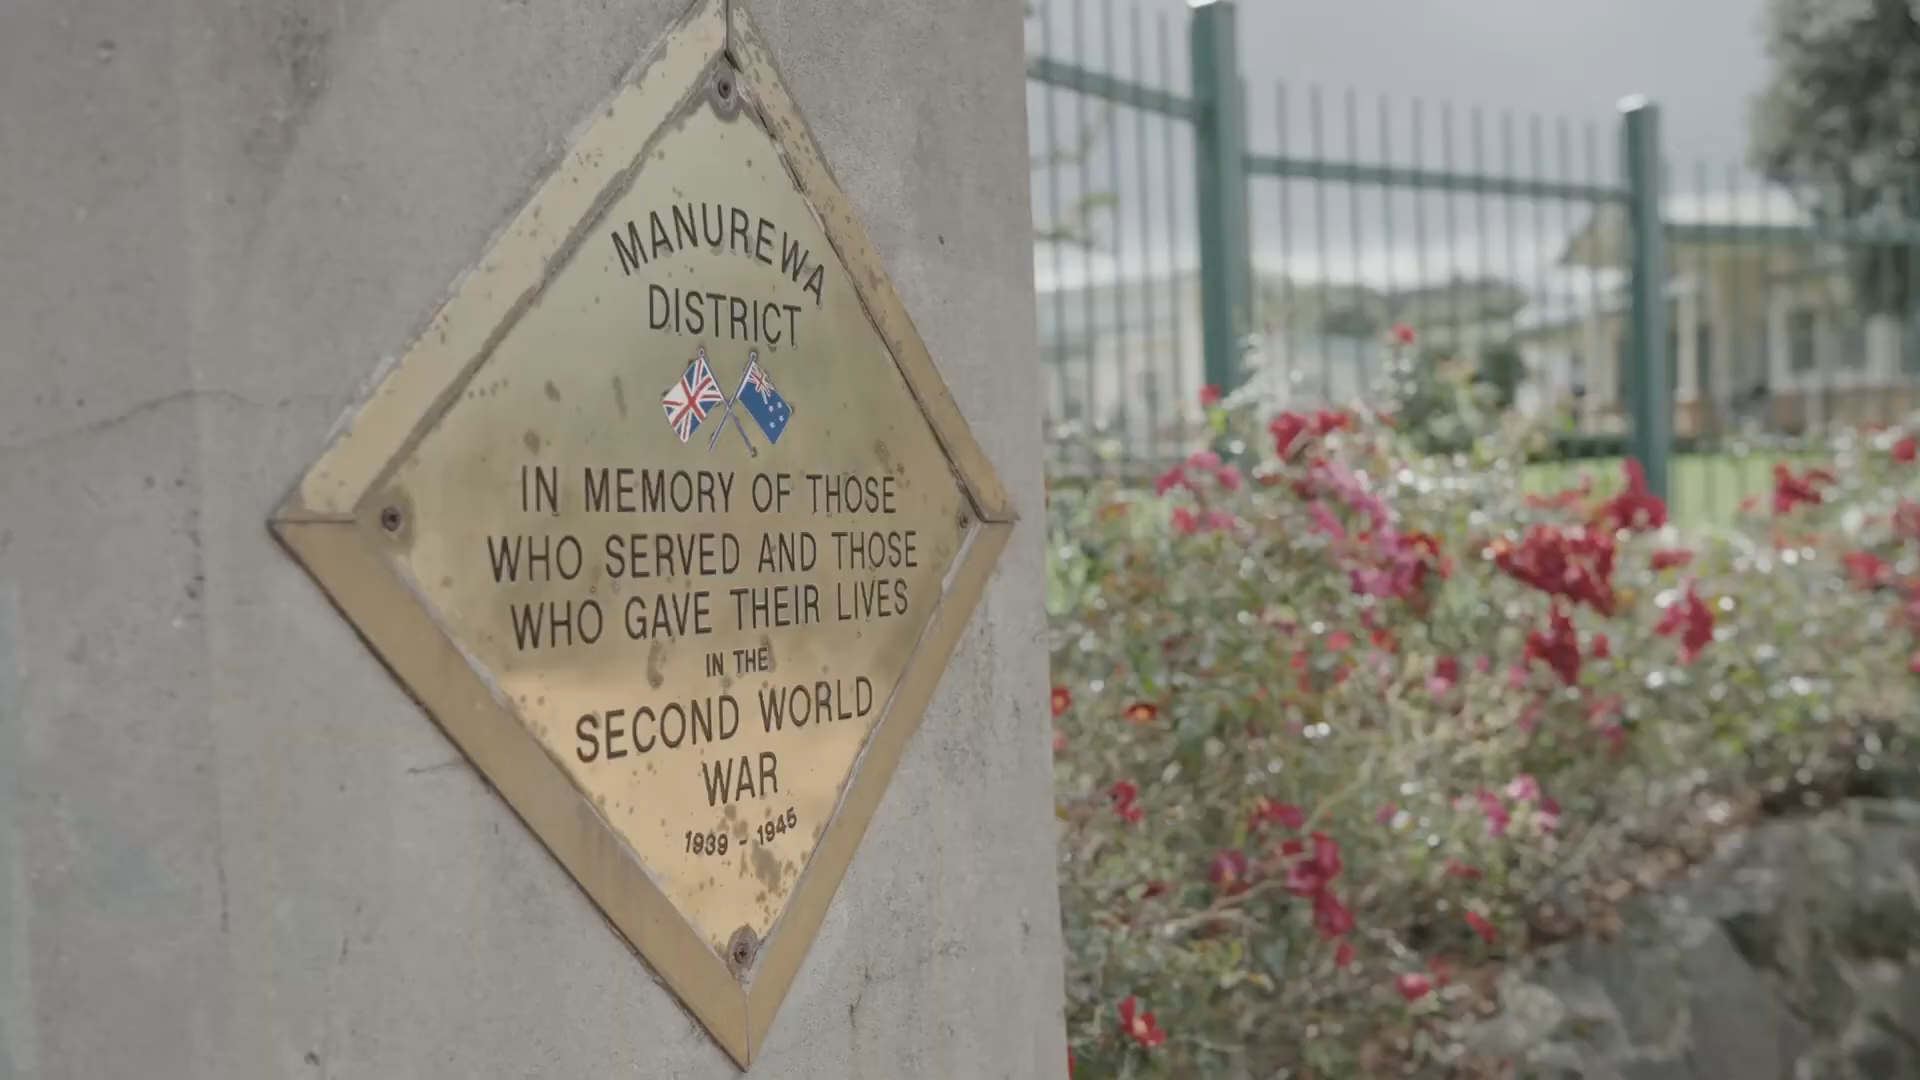 MANUREWA
DISTRICT
IN MEMORY OF THOSE
WHO SERVED AND THOSE
WHO GAVE THEIR LIVES
IN THE
SECOND WORLD
WAR
1939 - 1945